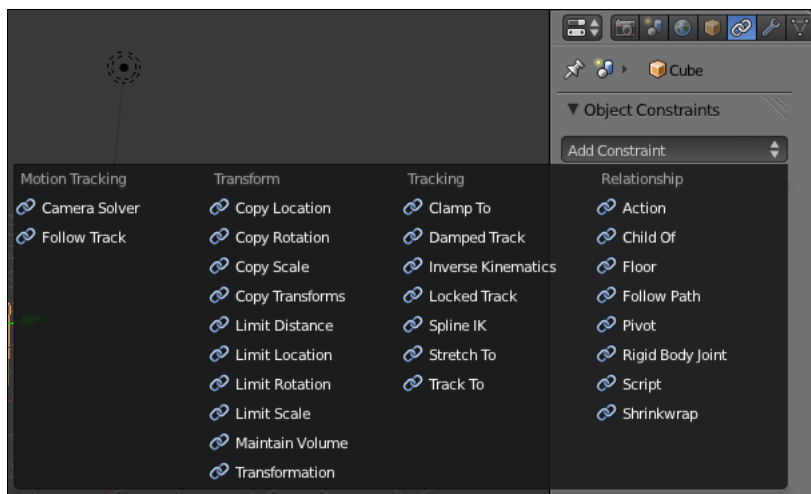 Cube
Object Constraints
Add Constraint
Motion Tracking
Camera Solver
Follow Track
Transform
Copy Location
Copy Rotation
Copy Scale
Copy Transforms
Limit Distance
Limit Location
Limit Rotation
Limit Scale
Maintain Volume
Transformation
Tracking
Clamp To
Damped Track
Inverse Kinematics
Locked Track
Spline IK
Stretch To
Track To
Relationship
Action
Child Of
Floor
Follow Path
Pivot
Rigid Body Joint
Script
Shrinkwrap